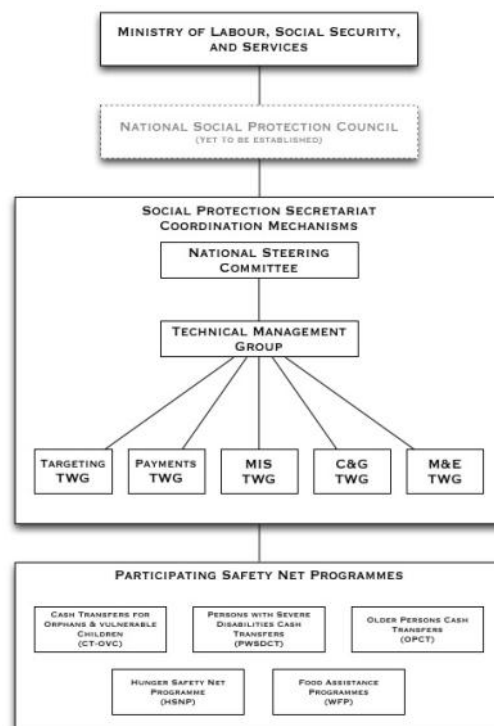 MINISTRY OF LABOUR, SOCIAL SECURITY,
AND SERVICES
NATIONAL SOCIAL PROTECTION COUNCIL
(YET TO BE ESTABLISHED)
SOCIAL PROTECTION SECRETARIAT
COORDINATION MECHANISMS
NATIONAL STEERING
COMMITTEE
TECHNICAL MANAGEMENT
GROUP
TARGETING
TWG
PAYMENTS
TWG
MIS
TWG
C&G
TWG
M&E
TWG
PARTICIPATING SAFETY NET PROGRAMMES
CASH TRANSFERS FOR
ORPHANS & VULNERABLE
CHILDREN
(CT-OVC)
PERSONS WITH SEVERE
DISABILITIES CASH
TRANSFERS
(PWSDCT)
OLDER PERSONS CASH
TRANSFERS
(OPCT)
HUNGER SAFETY NET
PROGRAMME
(HSNP)
FOOD ASSISTANCE
PROGRAMMES
(WFP)